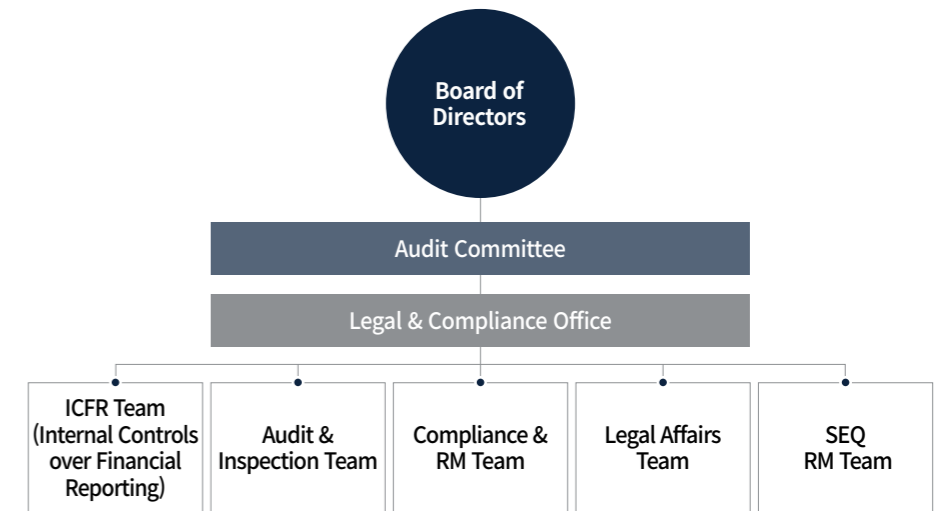 Board of
Directors
Audit Committee
Legal & Compliance Office
ICFR Team
(Internal Controls
over Financial
Reporting)
Audit &
Inspection Team
Compliance &
RM Team
Legal Affairs
Team
SEQ
RM Team